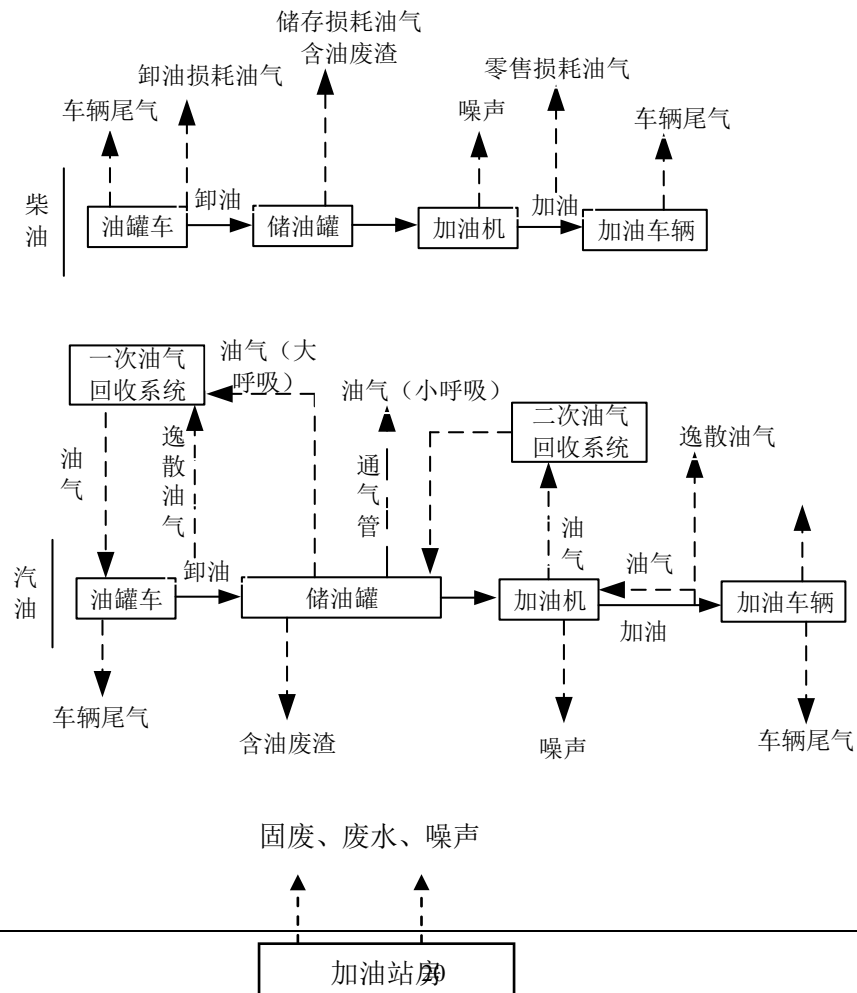 储存损耗油气
含油废渣
卸油损耗油气
零售损耗油气
车辆尾气
噪声
车辆尾气
柴油
油罐车
卸油
储油罐
加油机
加油
加油车辆
一次油气
回收系统
油气（大
呼吸）
油气（小呼吸）
二次油气
回收系统
逸散油气
油气
逸散油气
通气管
油气
油气
汽油
油罐车
卸油
储油罐
加油机
加油
加油车辆
车辆尾气
含油废渣
噪声
车辆尾气
固废、废水、噪声
加油站房
20